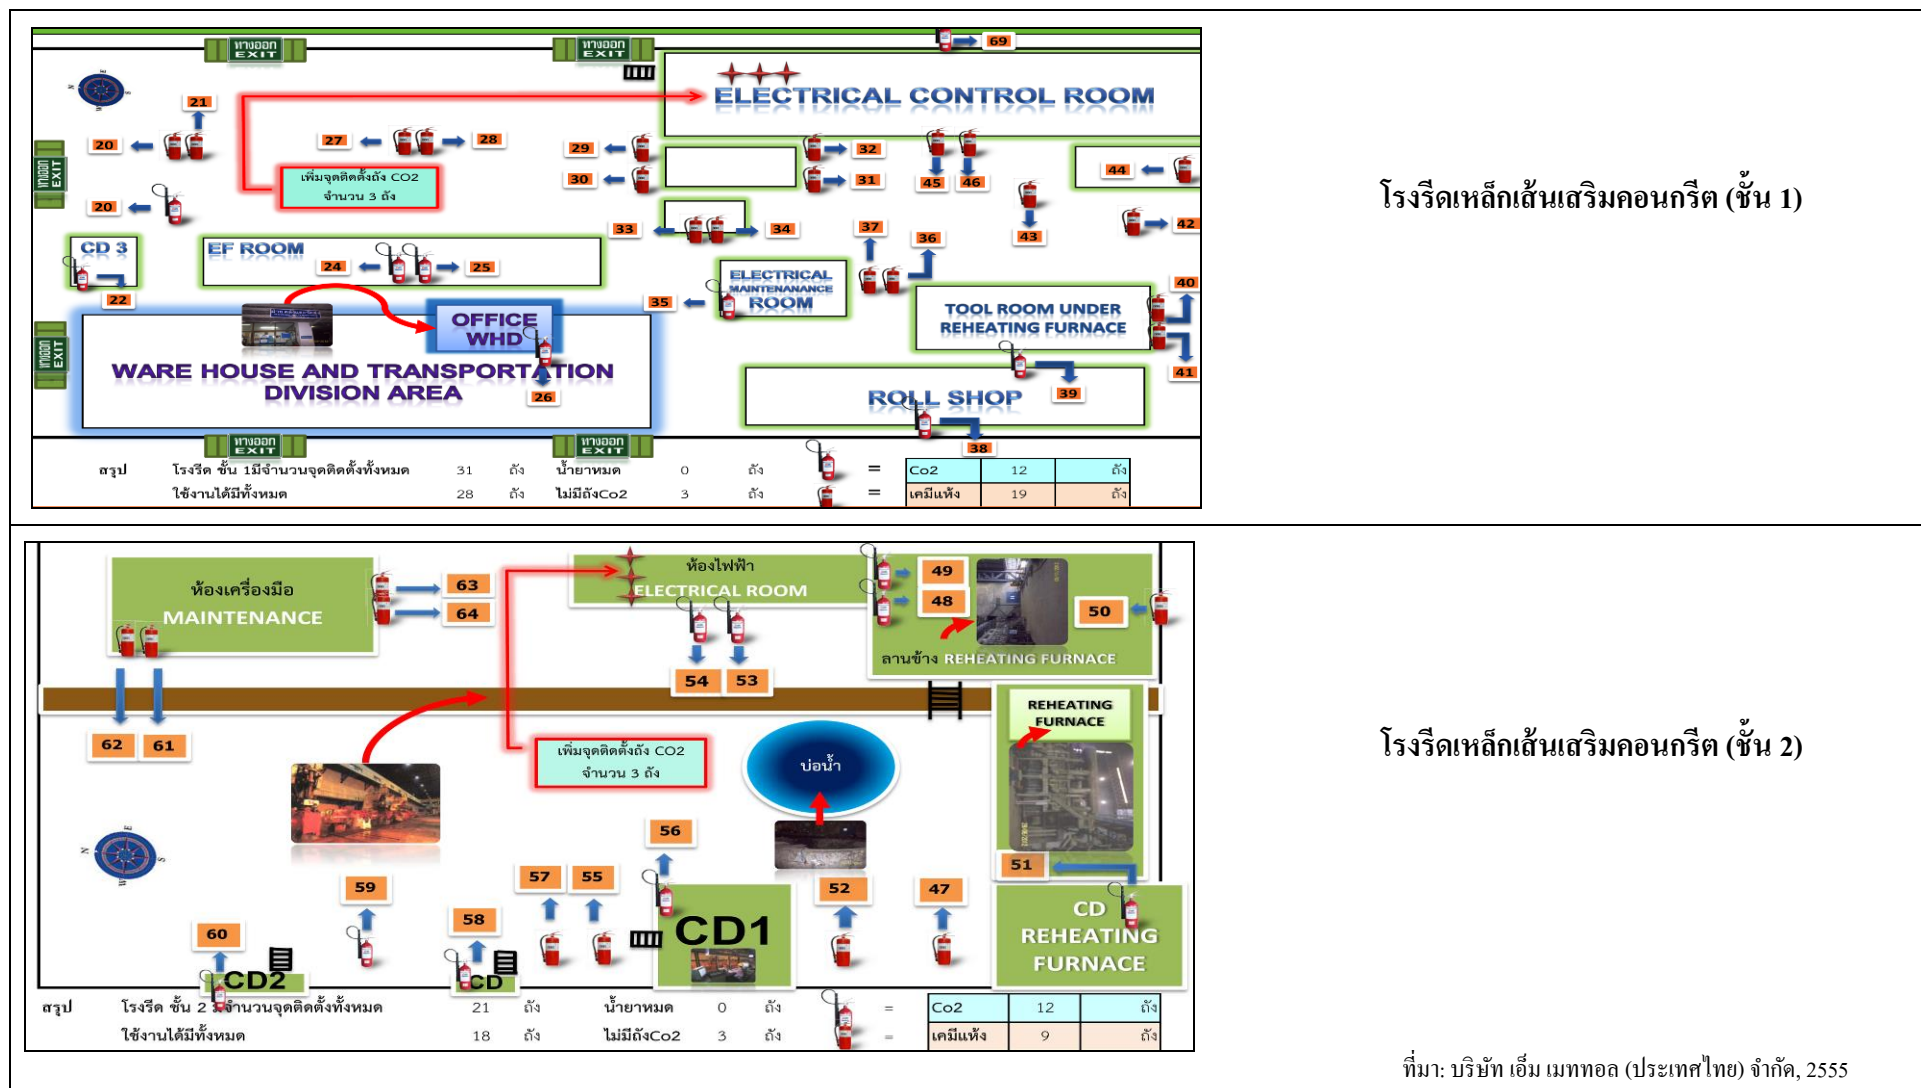 69
ทางออก
EXIT
ทางออก
EXIT
ELECTRICAL CONTROL ROOM
21
20
27
28
29
32
ทางออก
EXIT
เพิ่มจุดติดตั้งถัง CO2
จำนวน 3 ถัง
30
31
45
46
44
โรงรีดเหล็กเส้นเสริมคอนกรีต (ชั้น 1)
20
33
34
37
36
43
42
CD 3
EF ROOM
24
25
22
ELECTRICAL
MAINTENANANCE
ROOM
35
40
TOOL ROOM UNDER
REHEATING FURNACE
OFFICE
WHD
ทางออก
EXIT
WARE HOUSE AND TRANSPORTATION
DIVISION AREA
26
41
39
ROLL SHOP
38
ทางออก
EXIT
ทางออก
EXIT
สรุป โรงรีด ชั้น 1มีจำนวนจุดติดตั้งทั้งหมด 31 ถัง น้ำยาหมด 0 ถัง = Co2 12 ถัง
ใช้งานได้มีทั้งหมด 28 ถัง ไม่มีถังCo2 3 ถัง = เคมีแห้ง 19 ถัง
ห้องเครื่องมือ
MAINTENANCE
63
64
ห้องไฟฟ้า
ELECTRICAL ROOM
49
48
50
ลานข้าง REHEATING FURNACE
54
53
62
61
REHEATING
FURNACE
เพิ่มจุดติดตั้งถัง CO2
จำนวน 3 ถัง
บ่อน้ำ
โรงรีดเหล็กเส้นเสริมคอนกรีต (ชั้น 2)
56
51
59
57
55
52
47
60
58
CD1
CD
REHEATING
FURNACE
CD2
CD
สรุป โรงรีด ชั้น 2 มีจำนวนจุดติดตั้งทั้งหมด 21 ถัง น้ำยาหมด 0 ถัง = Co2 12 ถัง
ใช้งานได้มีทั้งหมด 18 ถัง ไม่มีถังCo2 3 ถัง = เคมีแห้ง 9 ถัง
ที่มา: บริษัท เอ็ม เมททอล (ประเทศไทย) จำกัด, 2555